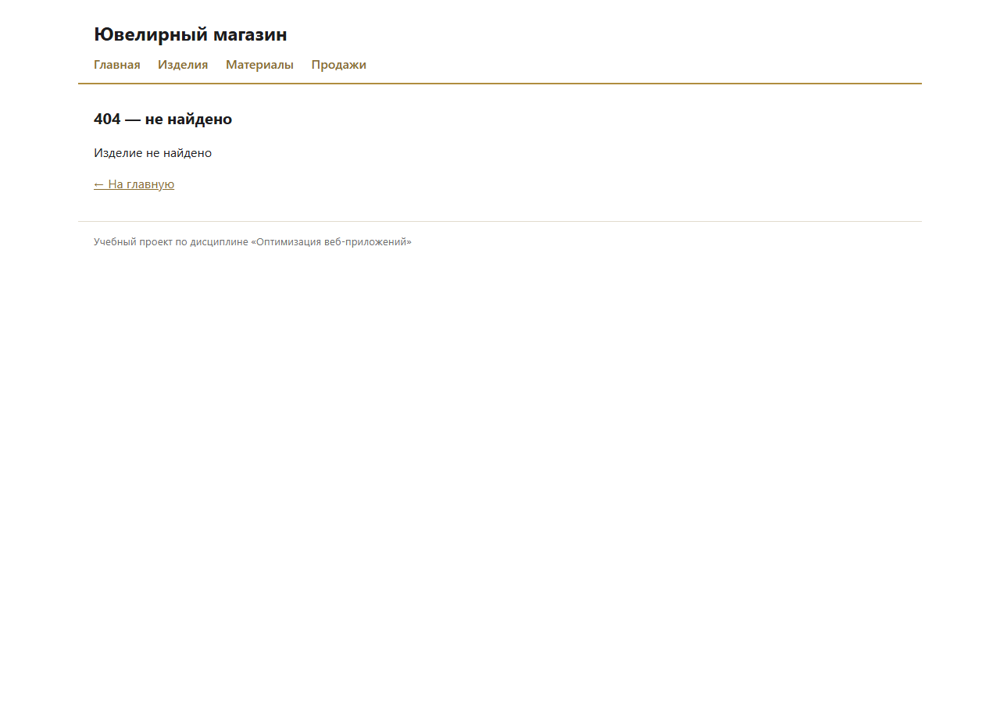 Ювелирный магазин
Главная Изделия Материалы Продажи
404 — не найдено
Изделие не найдено
← На главную
Учебный проект по дисциплине «Оптимизация веб-приложений»